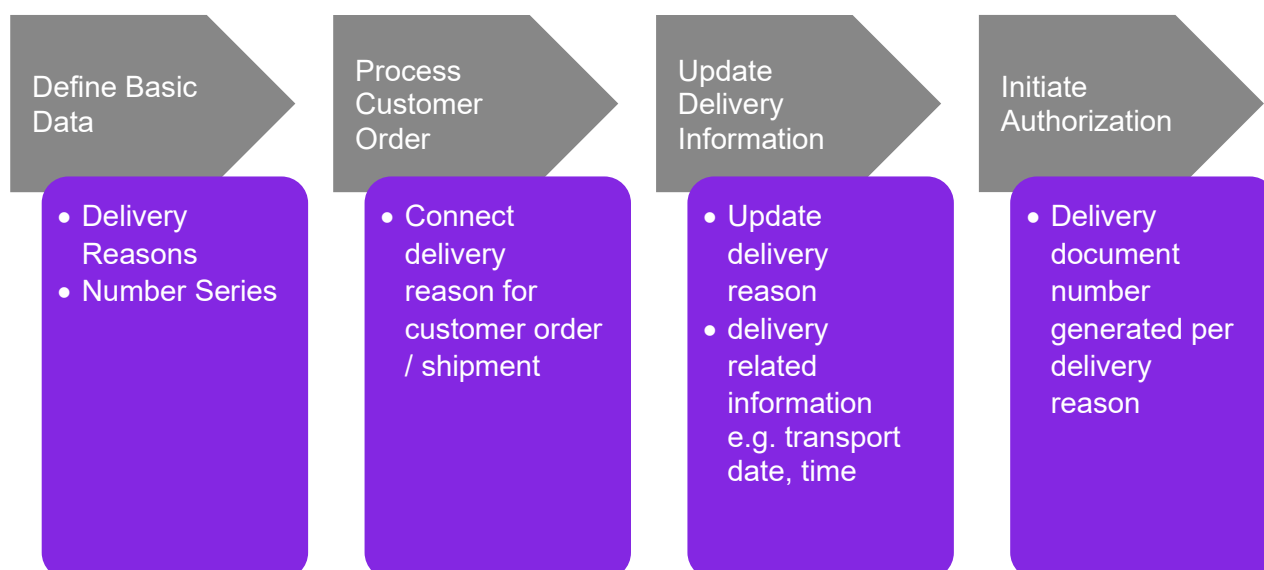 Define Basic
Data
• Delivery
Reasons
• Number Series
Process
Customer
Order
• Connect
delivery
reason for
customer order
/ shipment
Update
Delivery
Information
• Update
delivery
reason
• delivery
related
information
e.g. transport
date, time
Initiate
Authorization
• Delivery
document
number
generated per
delivery
reason